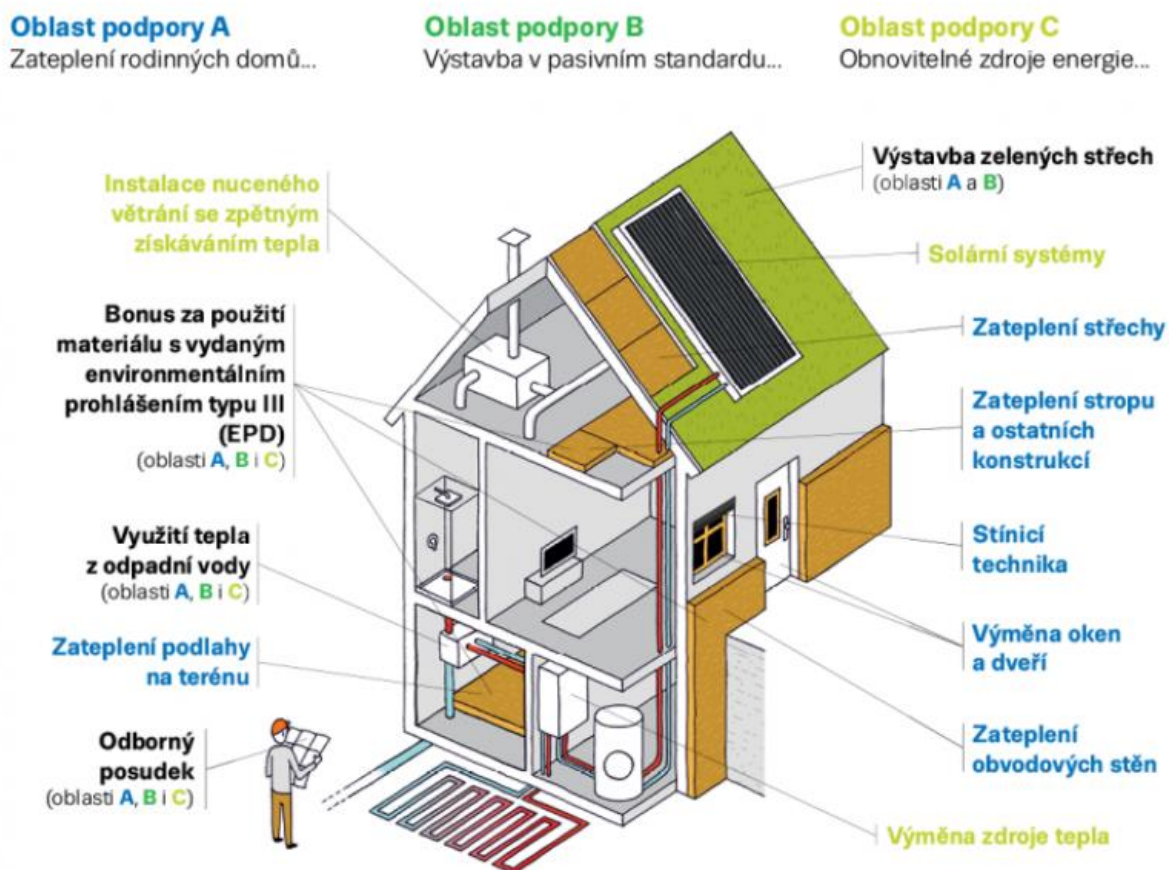 Oblast podpory A
Zateplení rodinných domů...
Oblast podpory B
Výstavba v pasivním standardu...
Oblast podpory C
Obnovitelné zdroje energie...
Instalace nuceného
větrání se zpětným
získáváním tepla
Bonus za použití
materiálu s vydaným
environmentálním
prohlášením typu III
(EPD)
(oblasti A, B i C)
Využití tepla
z odpadní vody
(oblasti A, B i C)
Zateplení podlahy
na terénu
Odborný
posudek
(oblasti A, B i C)
Výstavba zelených střech
(oblasti A a B)
Solární systémy
Zateplení střechy
Zateplení stropu
a ostatních
konstrukcí
Stínicí
technika
Výměna oken
a dveří
Zateplení
obvodových stěn
Výměna zdroje tepla